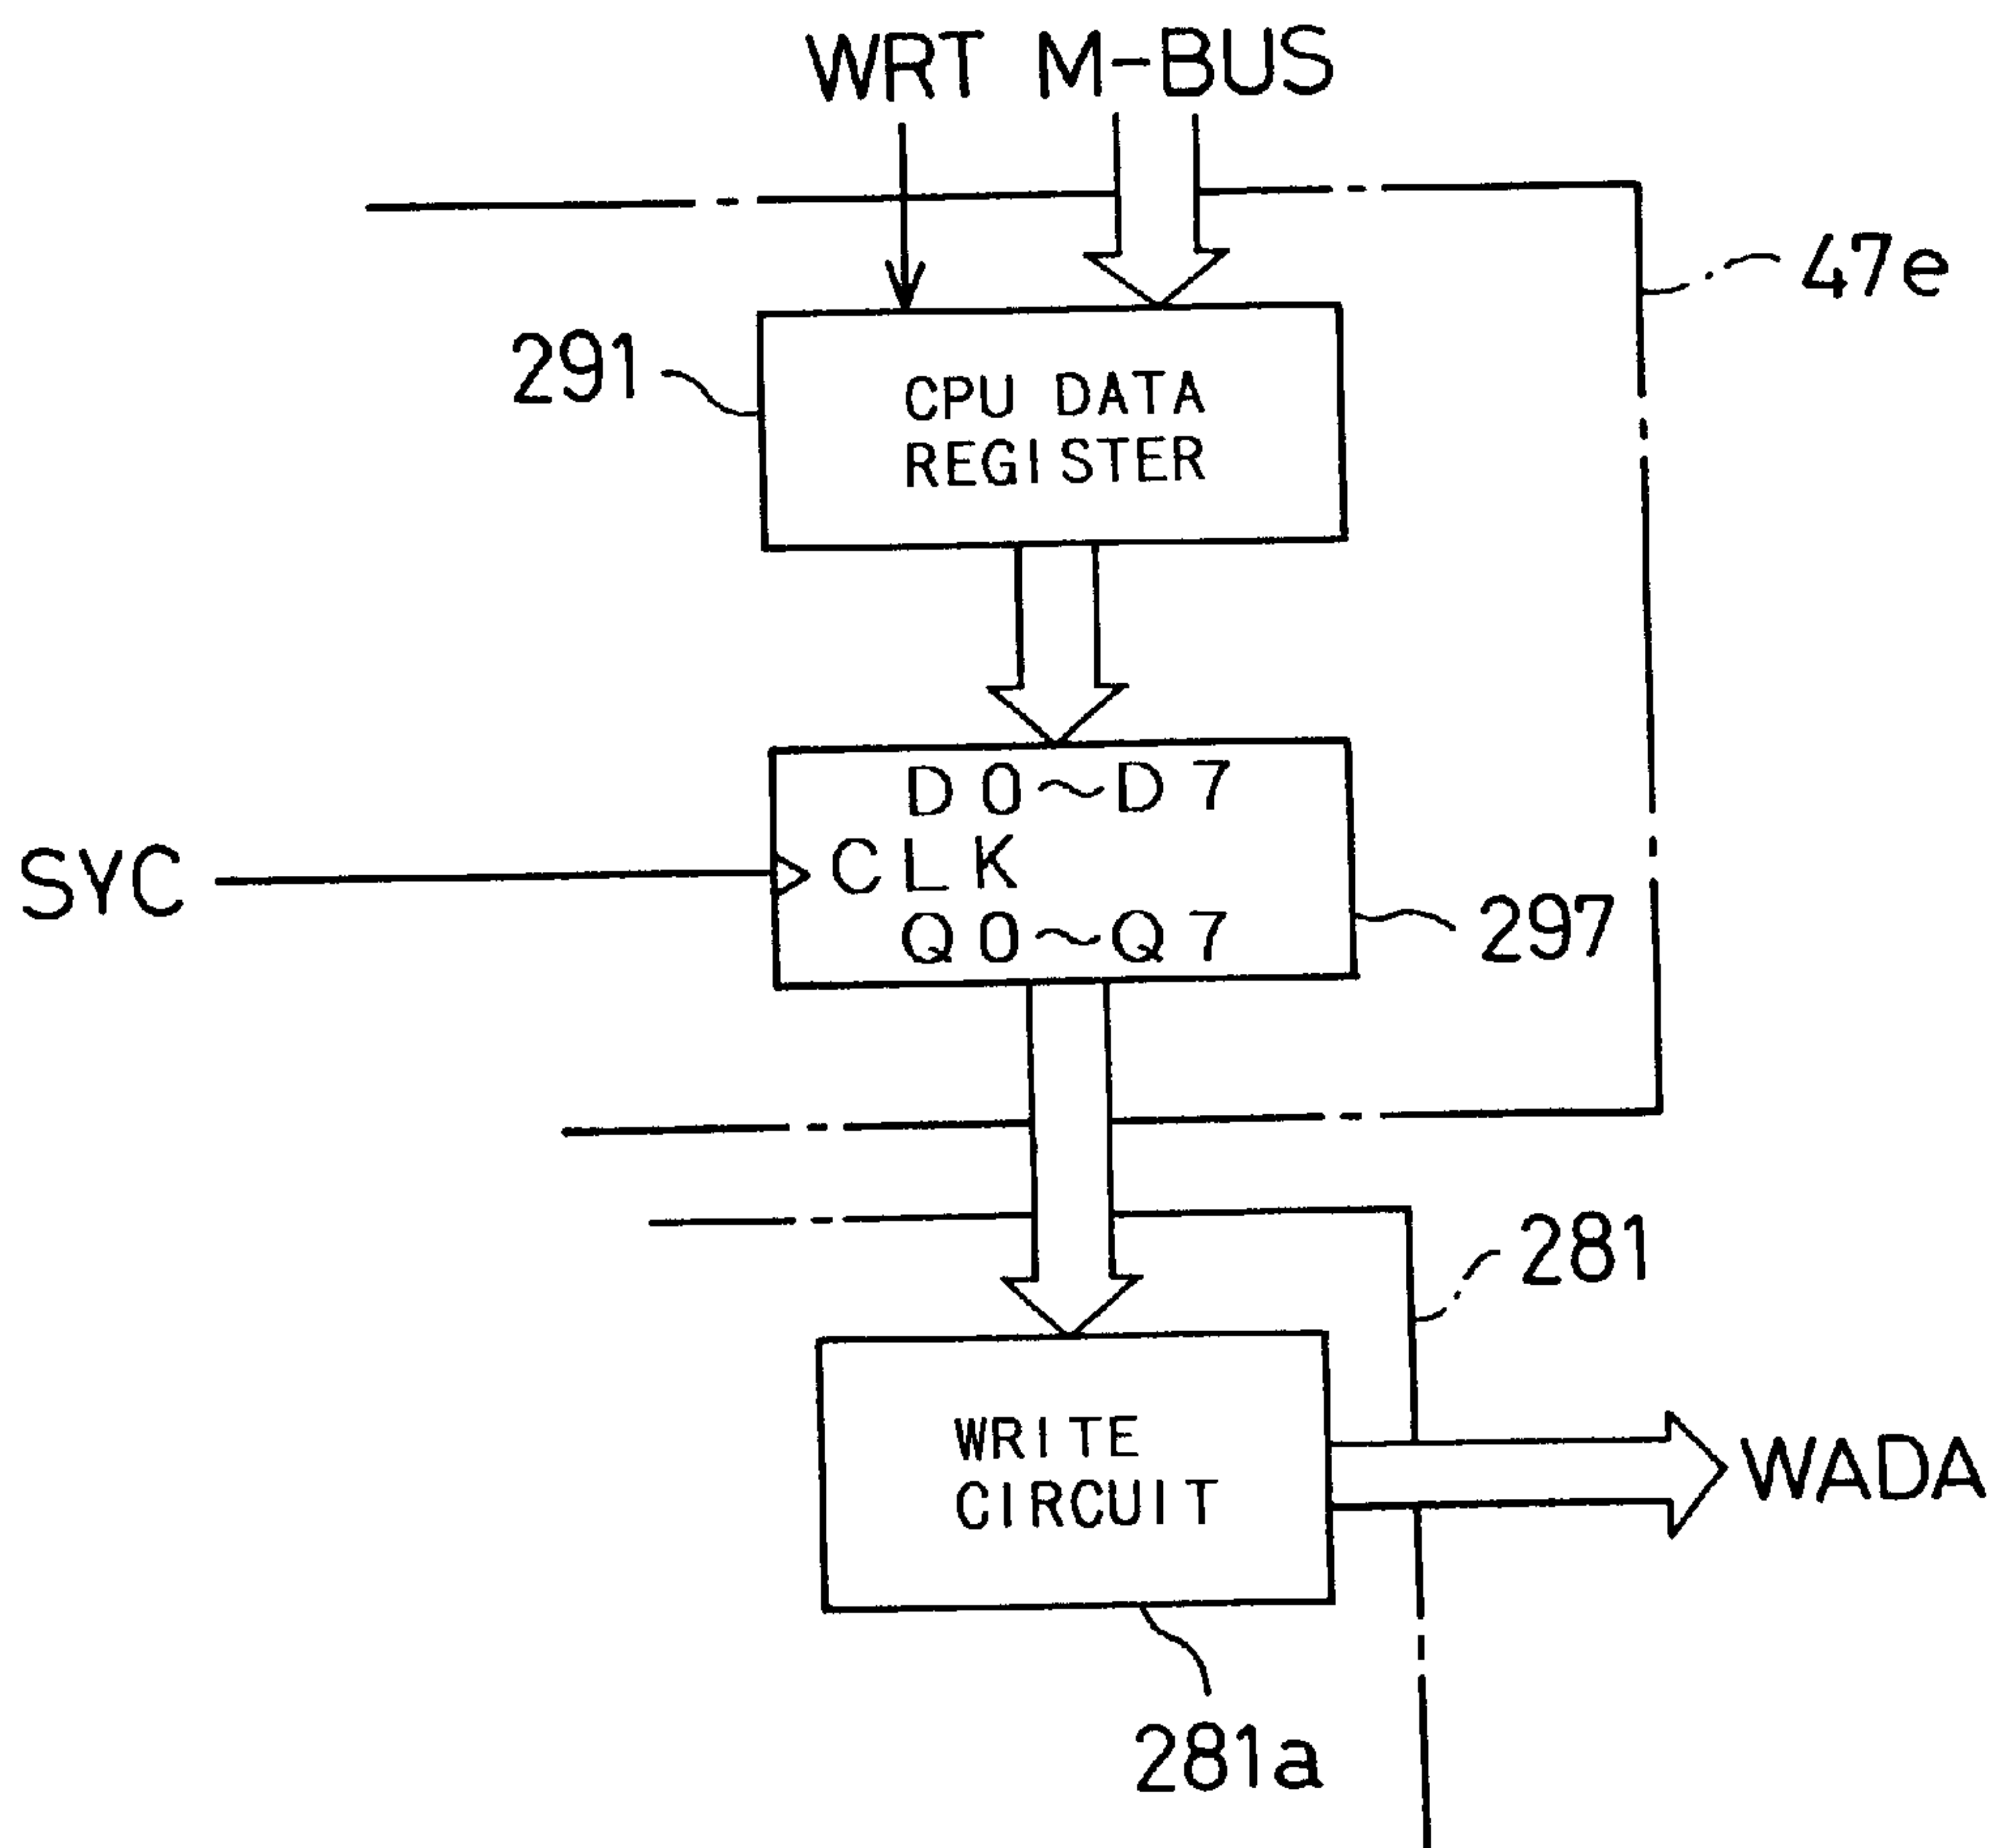 WRT M-BUS
47e
291
CPU DATA
REGISTER
D0~D7
SYC
CLK
Q0~Q7
297
281
WRITE
CIRCUIT
WADA
281a